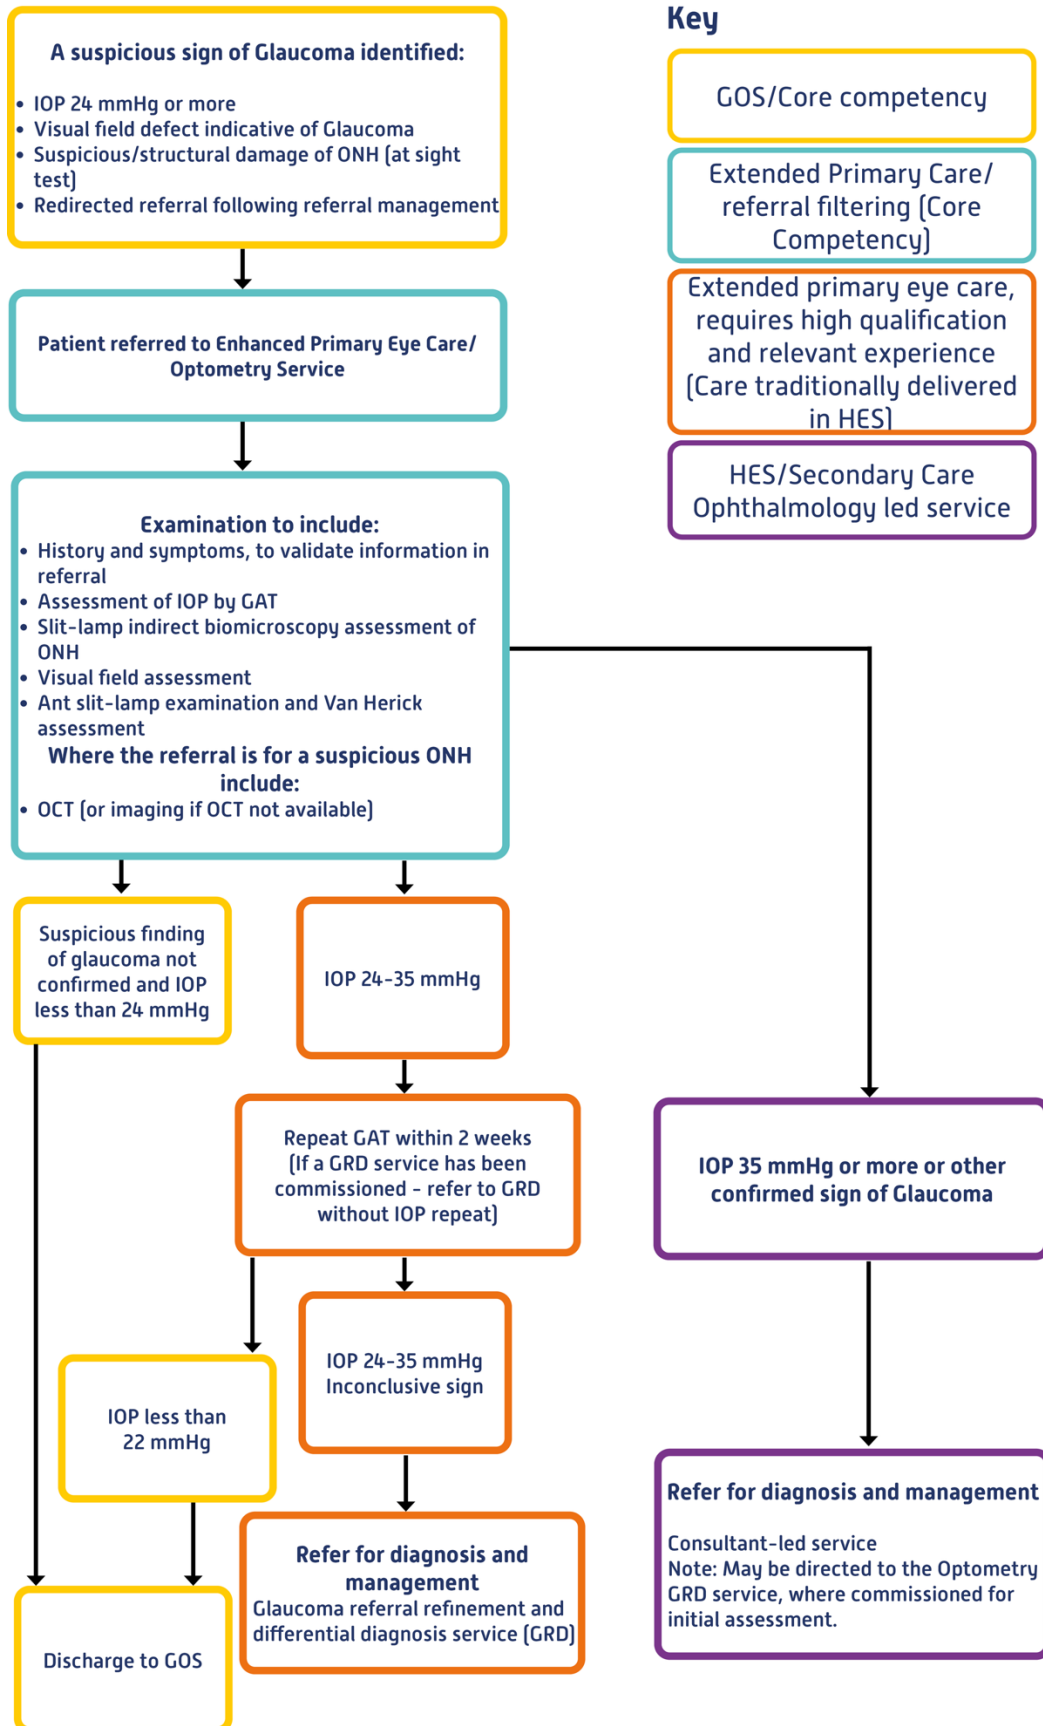 A suspicious sign of Glaucoma identified:
• IOP 24 mmHg or more
• Visual field defect indicative of Glaucoma
• Suspicious/structural damage of ONH (at sight
test)
• Redirected referral following referral management
Patient referred to Enhanced Primary Eye Care/
Optometry Service
Examination to include:
• History and symptoms, to validate information in
referral
• Assessment of IOP by GAT
• Slit-lamp indirect biomicroscopy assessment of
ONH
• Visual field assessment
• Ant slit-lamp examination and Van Herick
assessment
Where the referral is for a suspicious ONH
include:
• OCT (or imaging if OCT not available)
Suspicious finding
of glaucoma not
confirmed and IOP
less than 24 mmHg
IOP 24-35 mmHg
Repeat GAT within 2 weeks
(If a GRD service has been
commissioned - refer to GRD
without IOP repeat)
IOP less than
22 mmHg
IOP 24-35 mmHg
Inconclusive sign
Discharge to GOS
Refer for diagnosis and
management
Glaucoma referral refinement and
differential diagnosis service (GRD)
Key
GOS/Core competency
Extended Primary Care/
referral filtering (Core
Competency)
Extended primary eye care,
requires high qualification
and relevant experience
(Care traditionally delivered
in HES)
HES/Secondary Care
Ophthalmology led service
IOP 35 mmHg or more or other
confirmed sign of Glaucoma
Refer for diagnosis and management
Consultant-led service
Note: May be directed to the Optometry
GRD service, where commissioned for
initial assessment.